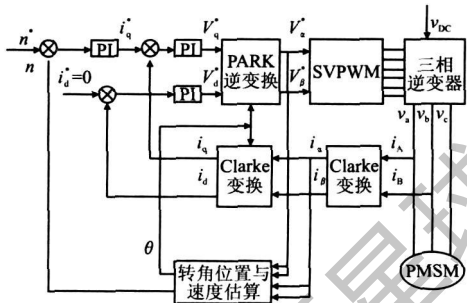 n*
PI
i*q
PI
V*q
PARK
逆变换
V*α
SVPWM
vDC
三相
逆变器
n
i*d=0
PI
V*d
V*β
va
vb
vc
iq
id
Clarke
变换
iα
iβ
Clarke
变换
iA
iB
θ
转角位置与
速度估算
PMSM